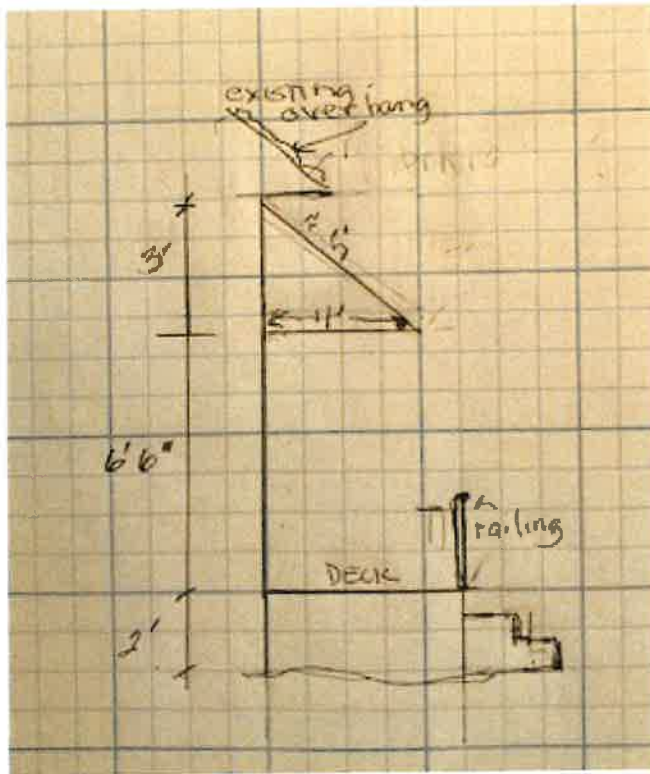 existing
overhang
3'
≈ 5'
4'
6' 6"
railing
DECK
2'